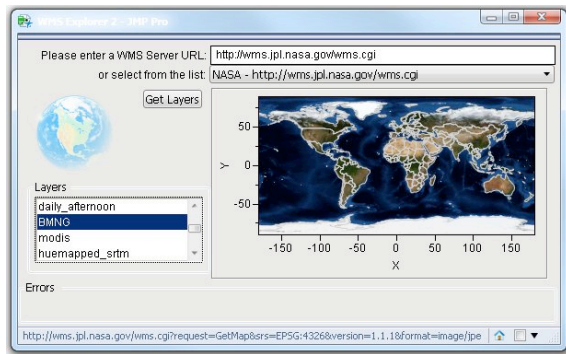 WMS Explorer 2 - JMP Pro
Please enter a WMS Server URL: http://wms.jpl.nasa.gov/wms.cgi
or select from the list: NASA - http://wms.jpl.nasa.gov/wms.cgi
Get Layers
Layers
daily_afternoon
BMNG
modis
huemapped_srtm
Y
50
0
-50
-150 -100 -50 0 50 100 150
X
Errors
http://wms.jpl.nasa.gov/wms.cgi?request=GetMap&srs=EPSG:4326&version=1.1.1&format=image/jpe